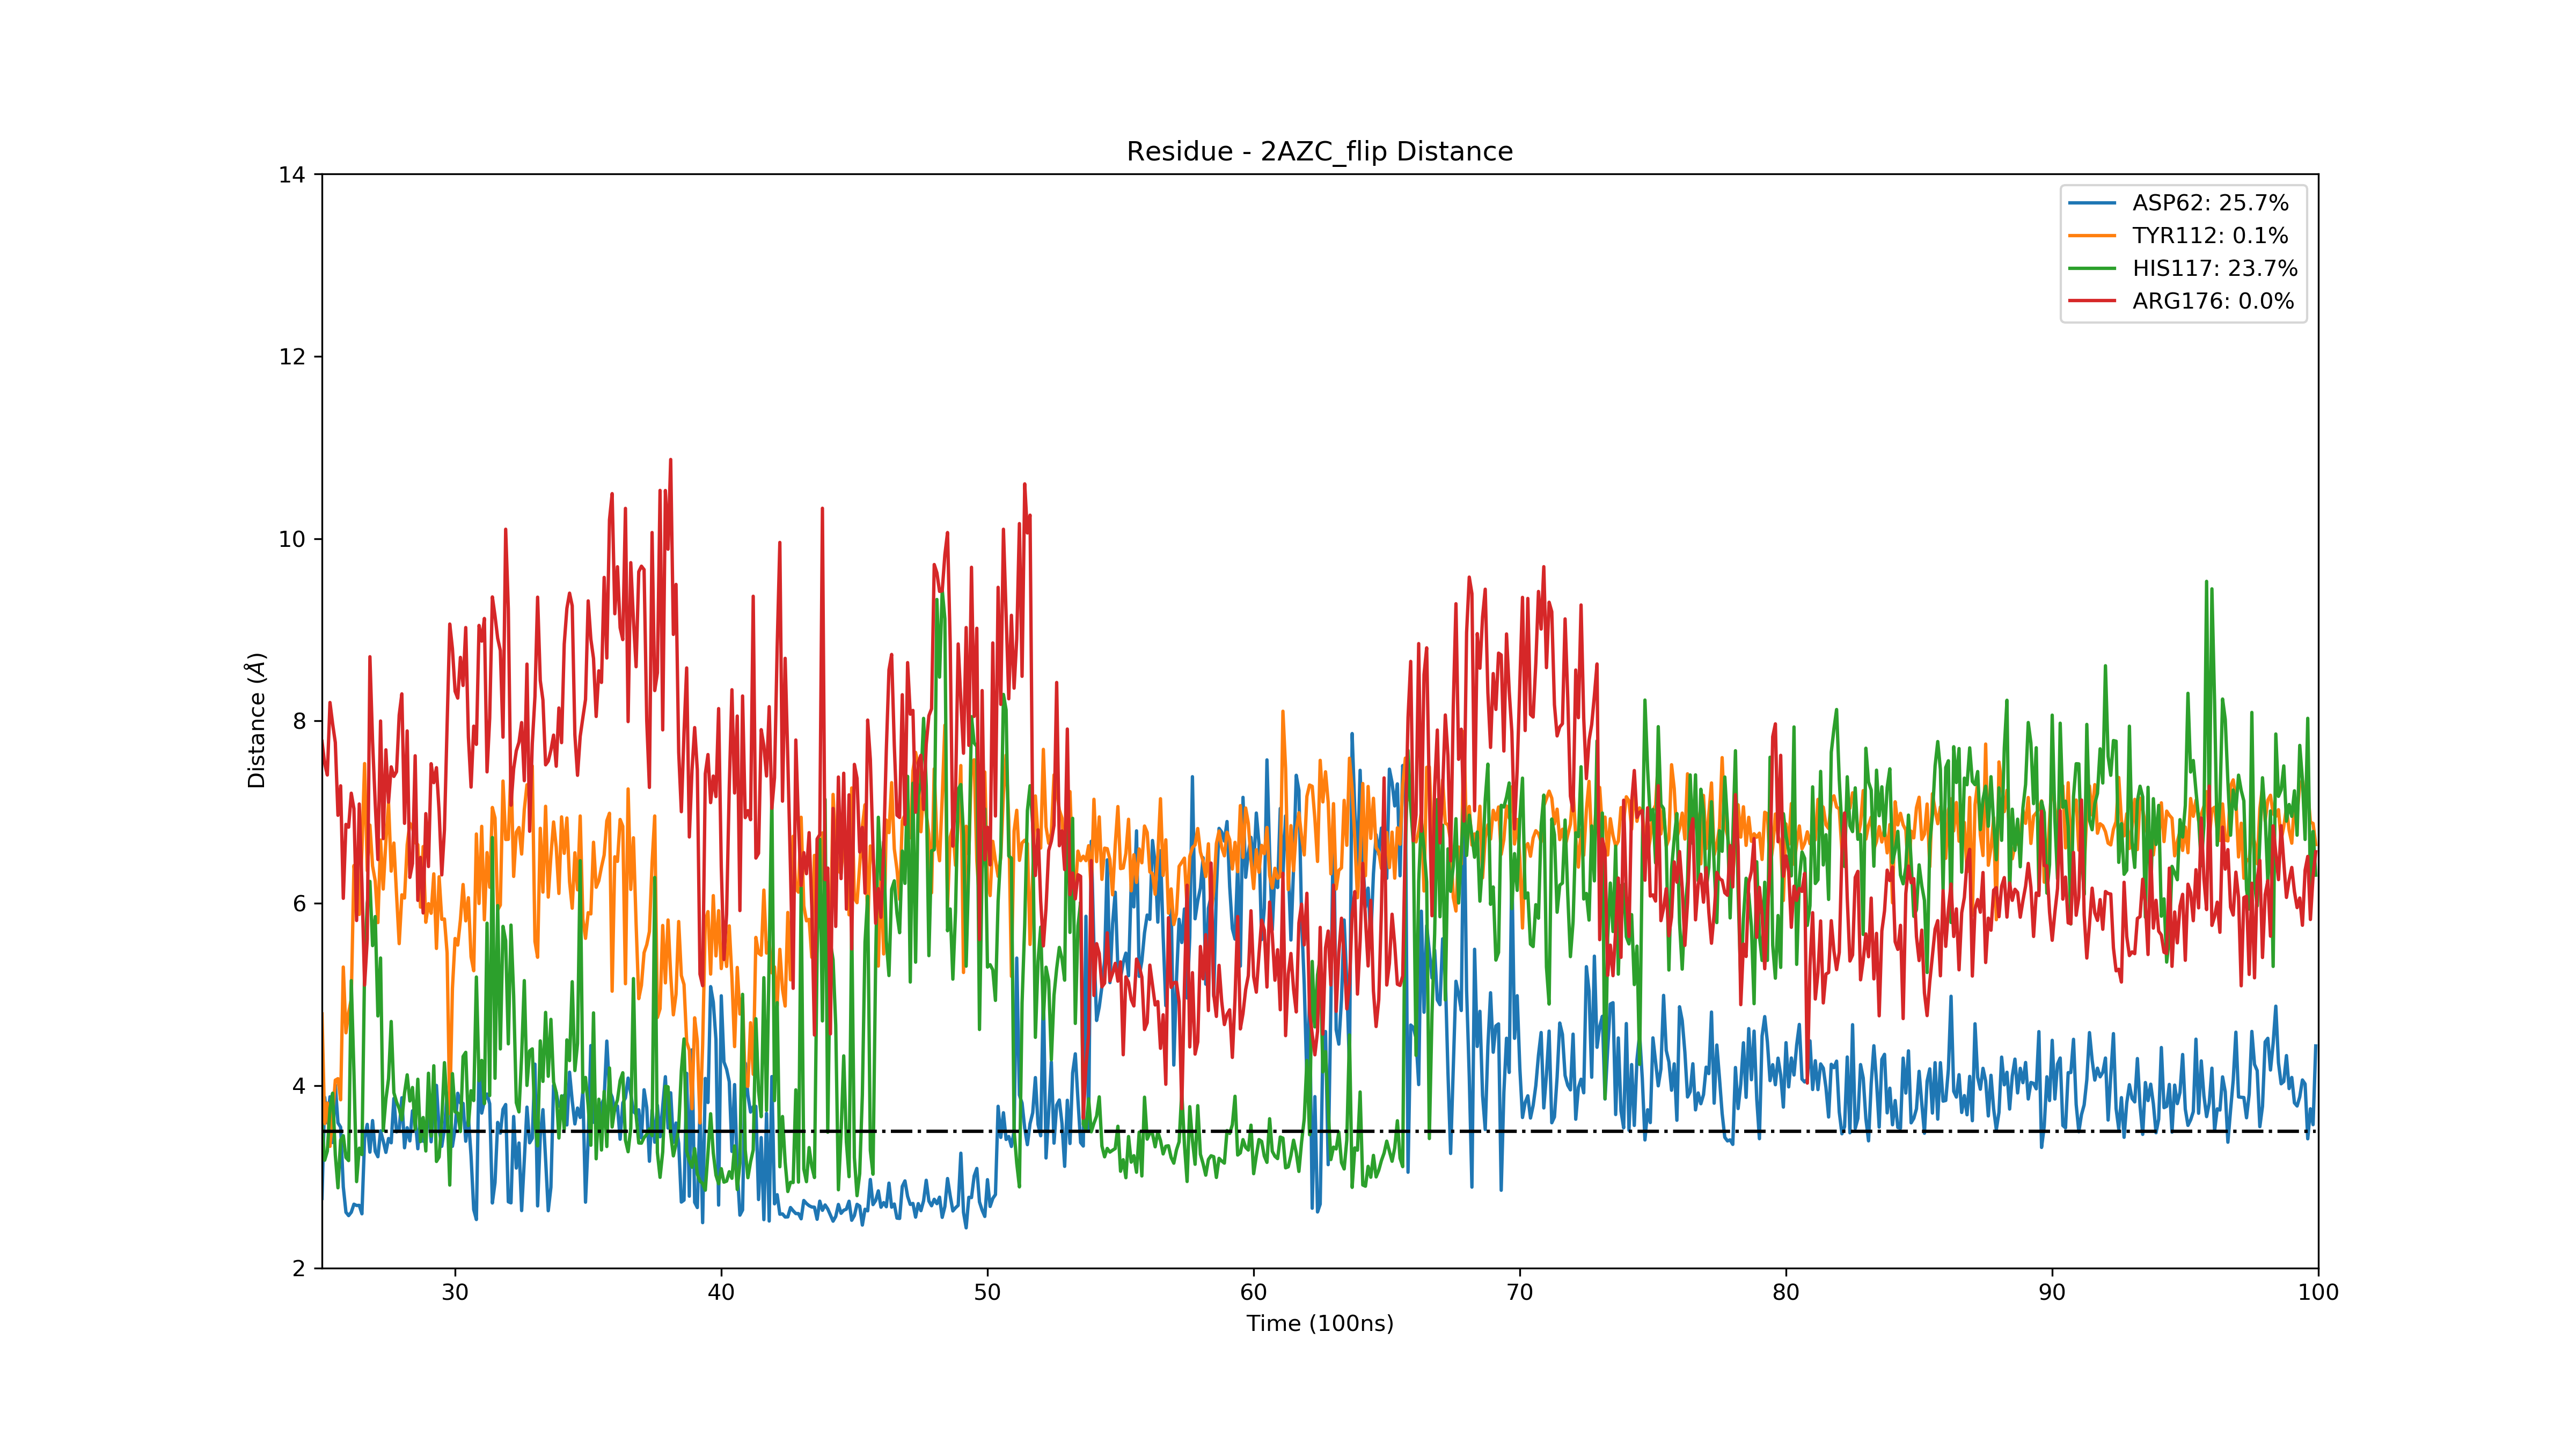 Residue - 2AZC_flip Distance
14
12
10
8
6
4
2
Distance (Å)
ASP62: 25.7%
TYR112: 0.1%
HIS117: 23.7%
ARG176: 0.0%
30 40 50 60 70 80 90 100
Time (100ns)